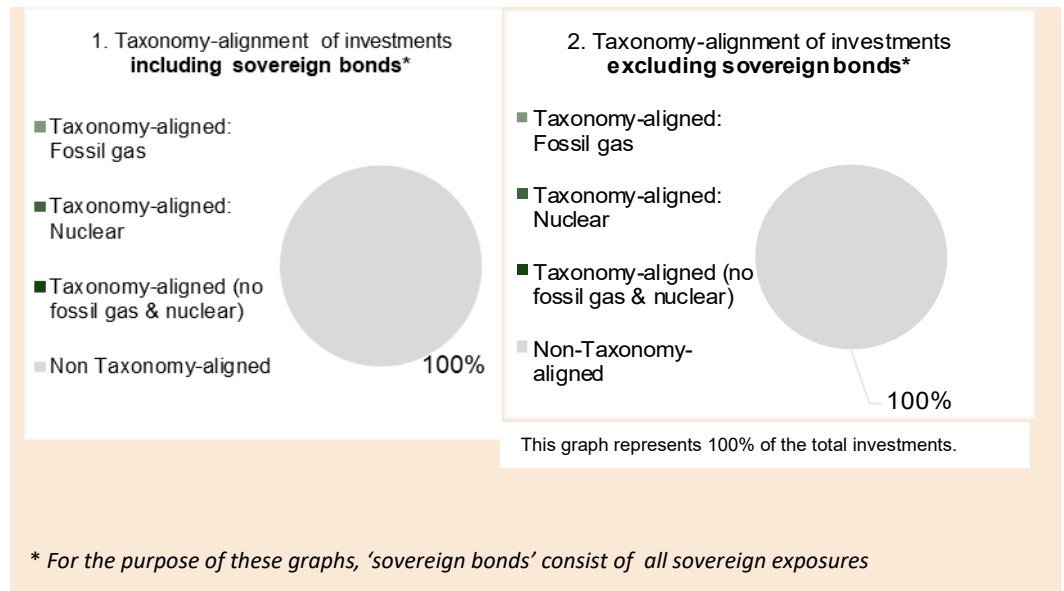 1. Taxonomy-alignment of investments
including sovereign bonds*
Taxonomy-aligned:
Fossil gas
Taxonomy-aligned:
Nuclear
Taxonomy-aligned (no
fossil gas & nuclear)
Non Taxonomy-aligned
100%
2. Taxonomy-alignment of investments
excluding sovereign bonds*
Taxonomy-aligned:
Fossil gas
Taxonomy-aligned:
Nuclear
Taxonomy-aligned (no
fossil gas & nuclear)
Non-Taxonomy-
aligned
100%
This graph represents 100% of the total investments.
* For the purpose of these graphs, ‘sovereign bonds’ consist of all sovereign exposures